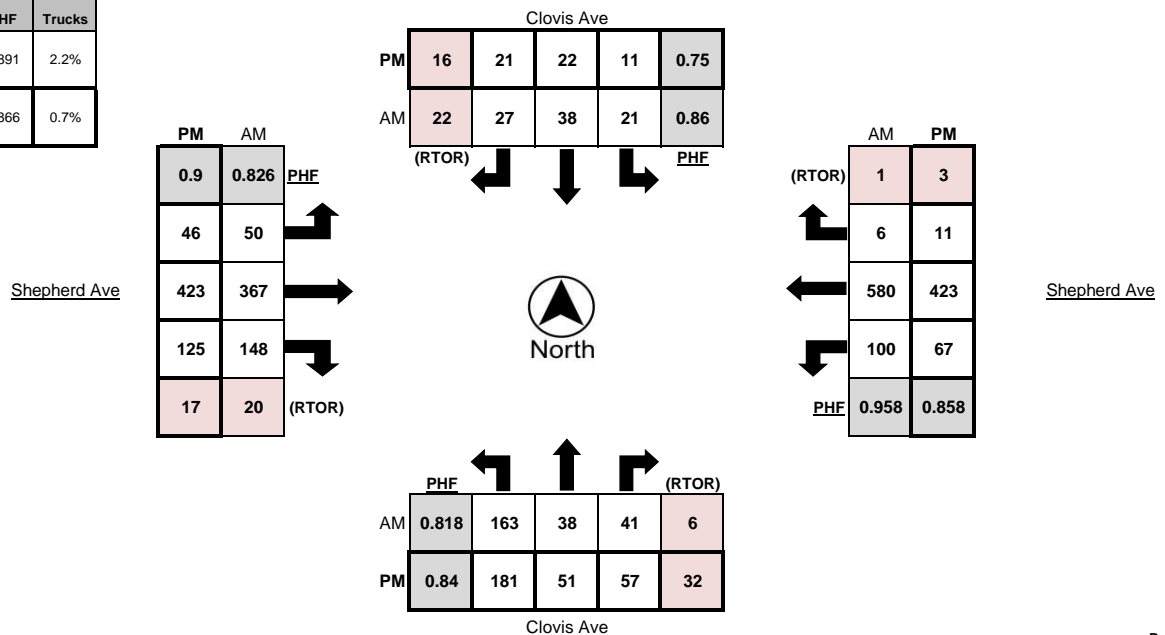 Trucks
2.2%
0.7%
Clovis Ave
PM 16 21 22 11 0.75
AM 22 27 38 21 0.86
(RTOR) PHF
PM AM
0.9 0.826 PHF
46 50
423 367
125 148
17 20 (RTOR)
Shepherd Ave
North
AM PM
(RTOR) 1 3
6 11
580 423
100 67
PHF 0.958 0.858
Shepherd Ave
PHF (RTOR)
AM 0.818 163 38 41 6
PM 0.84 181 51 57 32
Clovis Ave